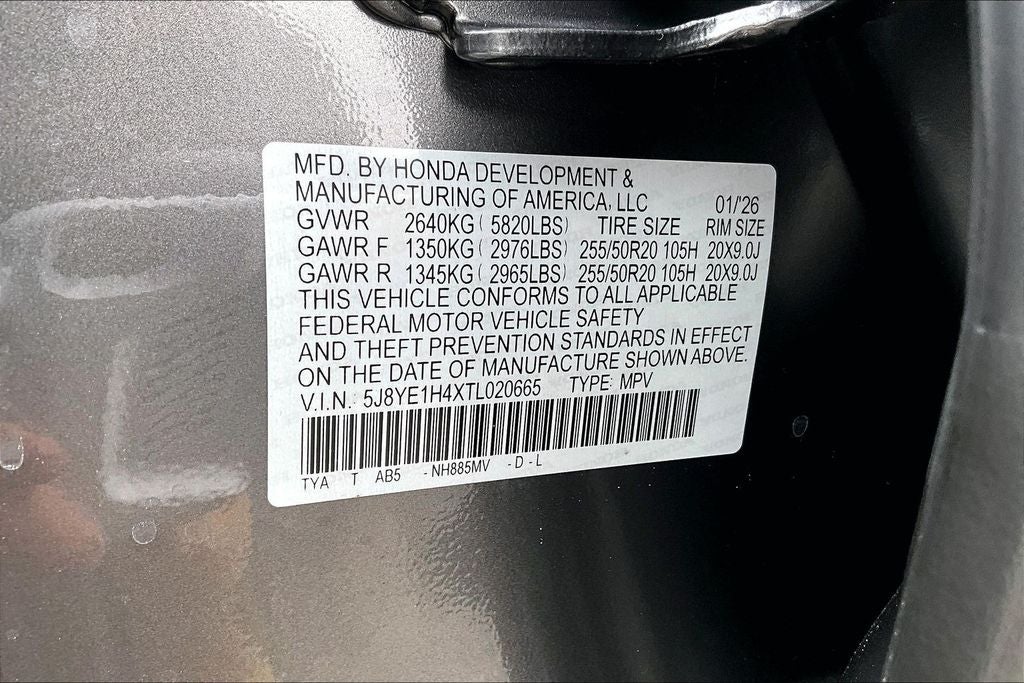 MFD. BY HONDA DEVELOPMENT &
MANUFACTURING OF AMERICA, LLC 01/'26
GVWR 2640KG ( 5820LBS) TIRE SIZE RIM SIZE
GAWR F 1350KG ( 2976LBS) 255/50R20 105H 20X9.0J
GAWR R 1345KG ( 2965LBS) 255/50R20 105H 20X9.0J
THIS VEHICLE CONFORMS TO ALL APPLICABLE
FEDERAL MOTOR VEHICLE SAFETY
AND THEFT PREVENTION STANDARDS IN EFFECT
ON THE DATE OF MANUFACTURE SHOWN ABOVE.
V.I.N.: 5J8YE1H4XTL020665 TYPE: MPV
TYA T AB5 - NH885MV - D - L